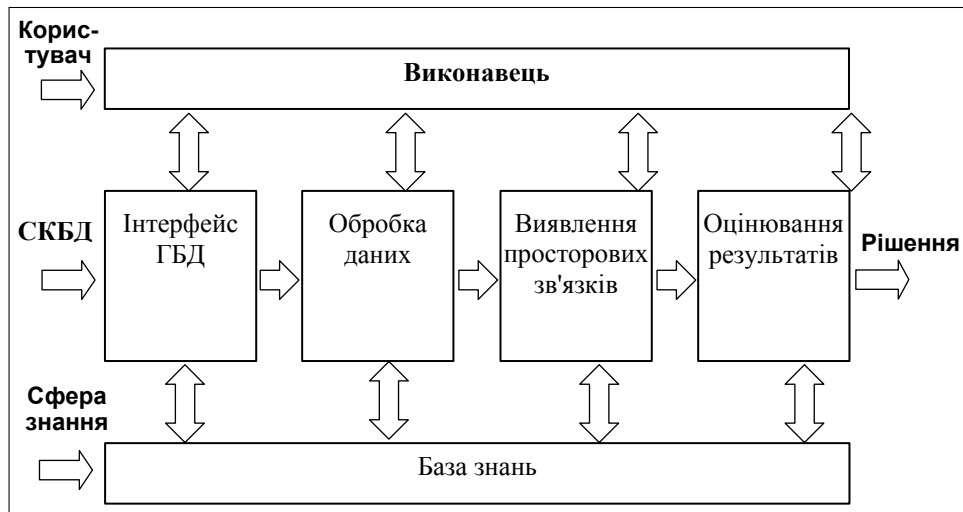 Корис-
тувач
Виконавець
СКБД
Інтерфейс
ГБД
Обробка
даних
Виявлення
просторових
зв'язків
Оцінювання
результатів
Рішення
Сфера
знання
База знань